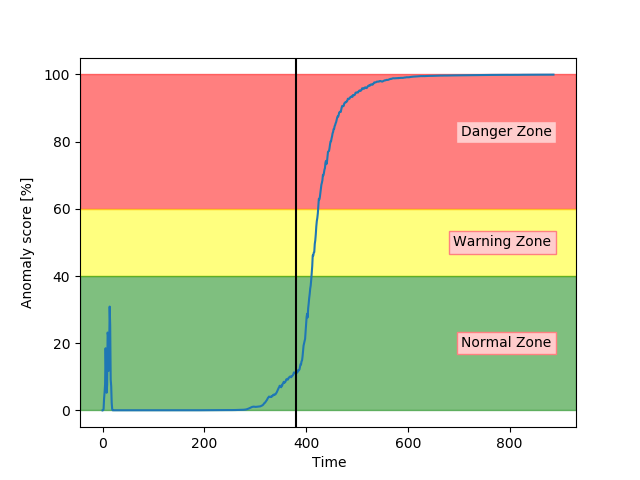 100
80
60
40
20
0
Anomaly score [%]
Danger Zone
Warning Zone
Normal Zone
0 200 400 600 800
Time